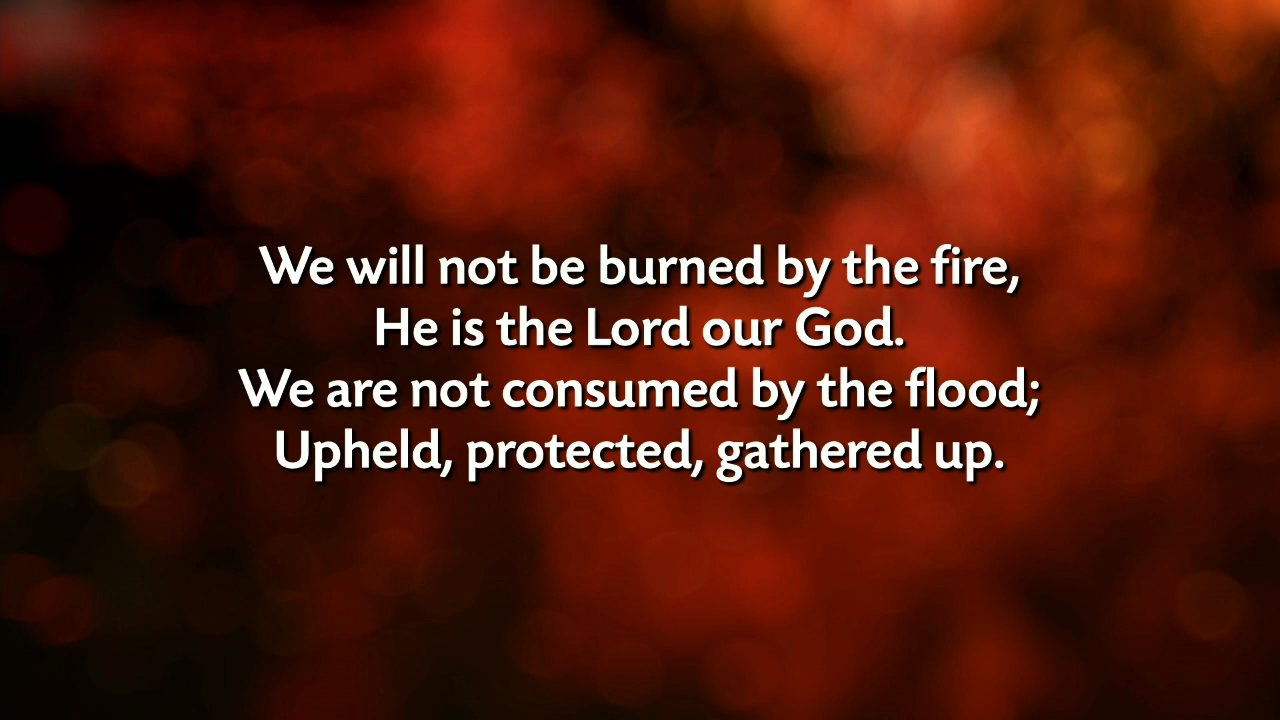 We will not be burned by the fire,
He is the Lord our God.
We are not consumed by the flood;
Upheld, protected, gathered up.